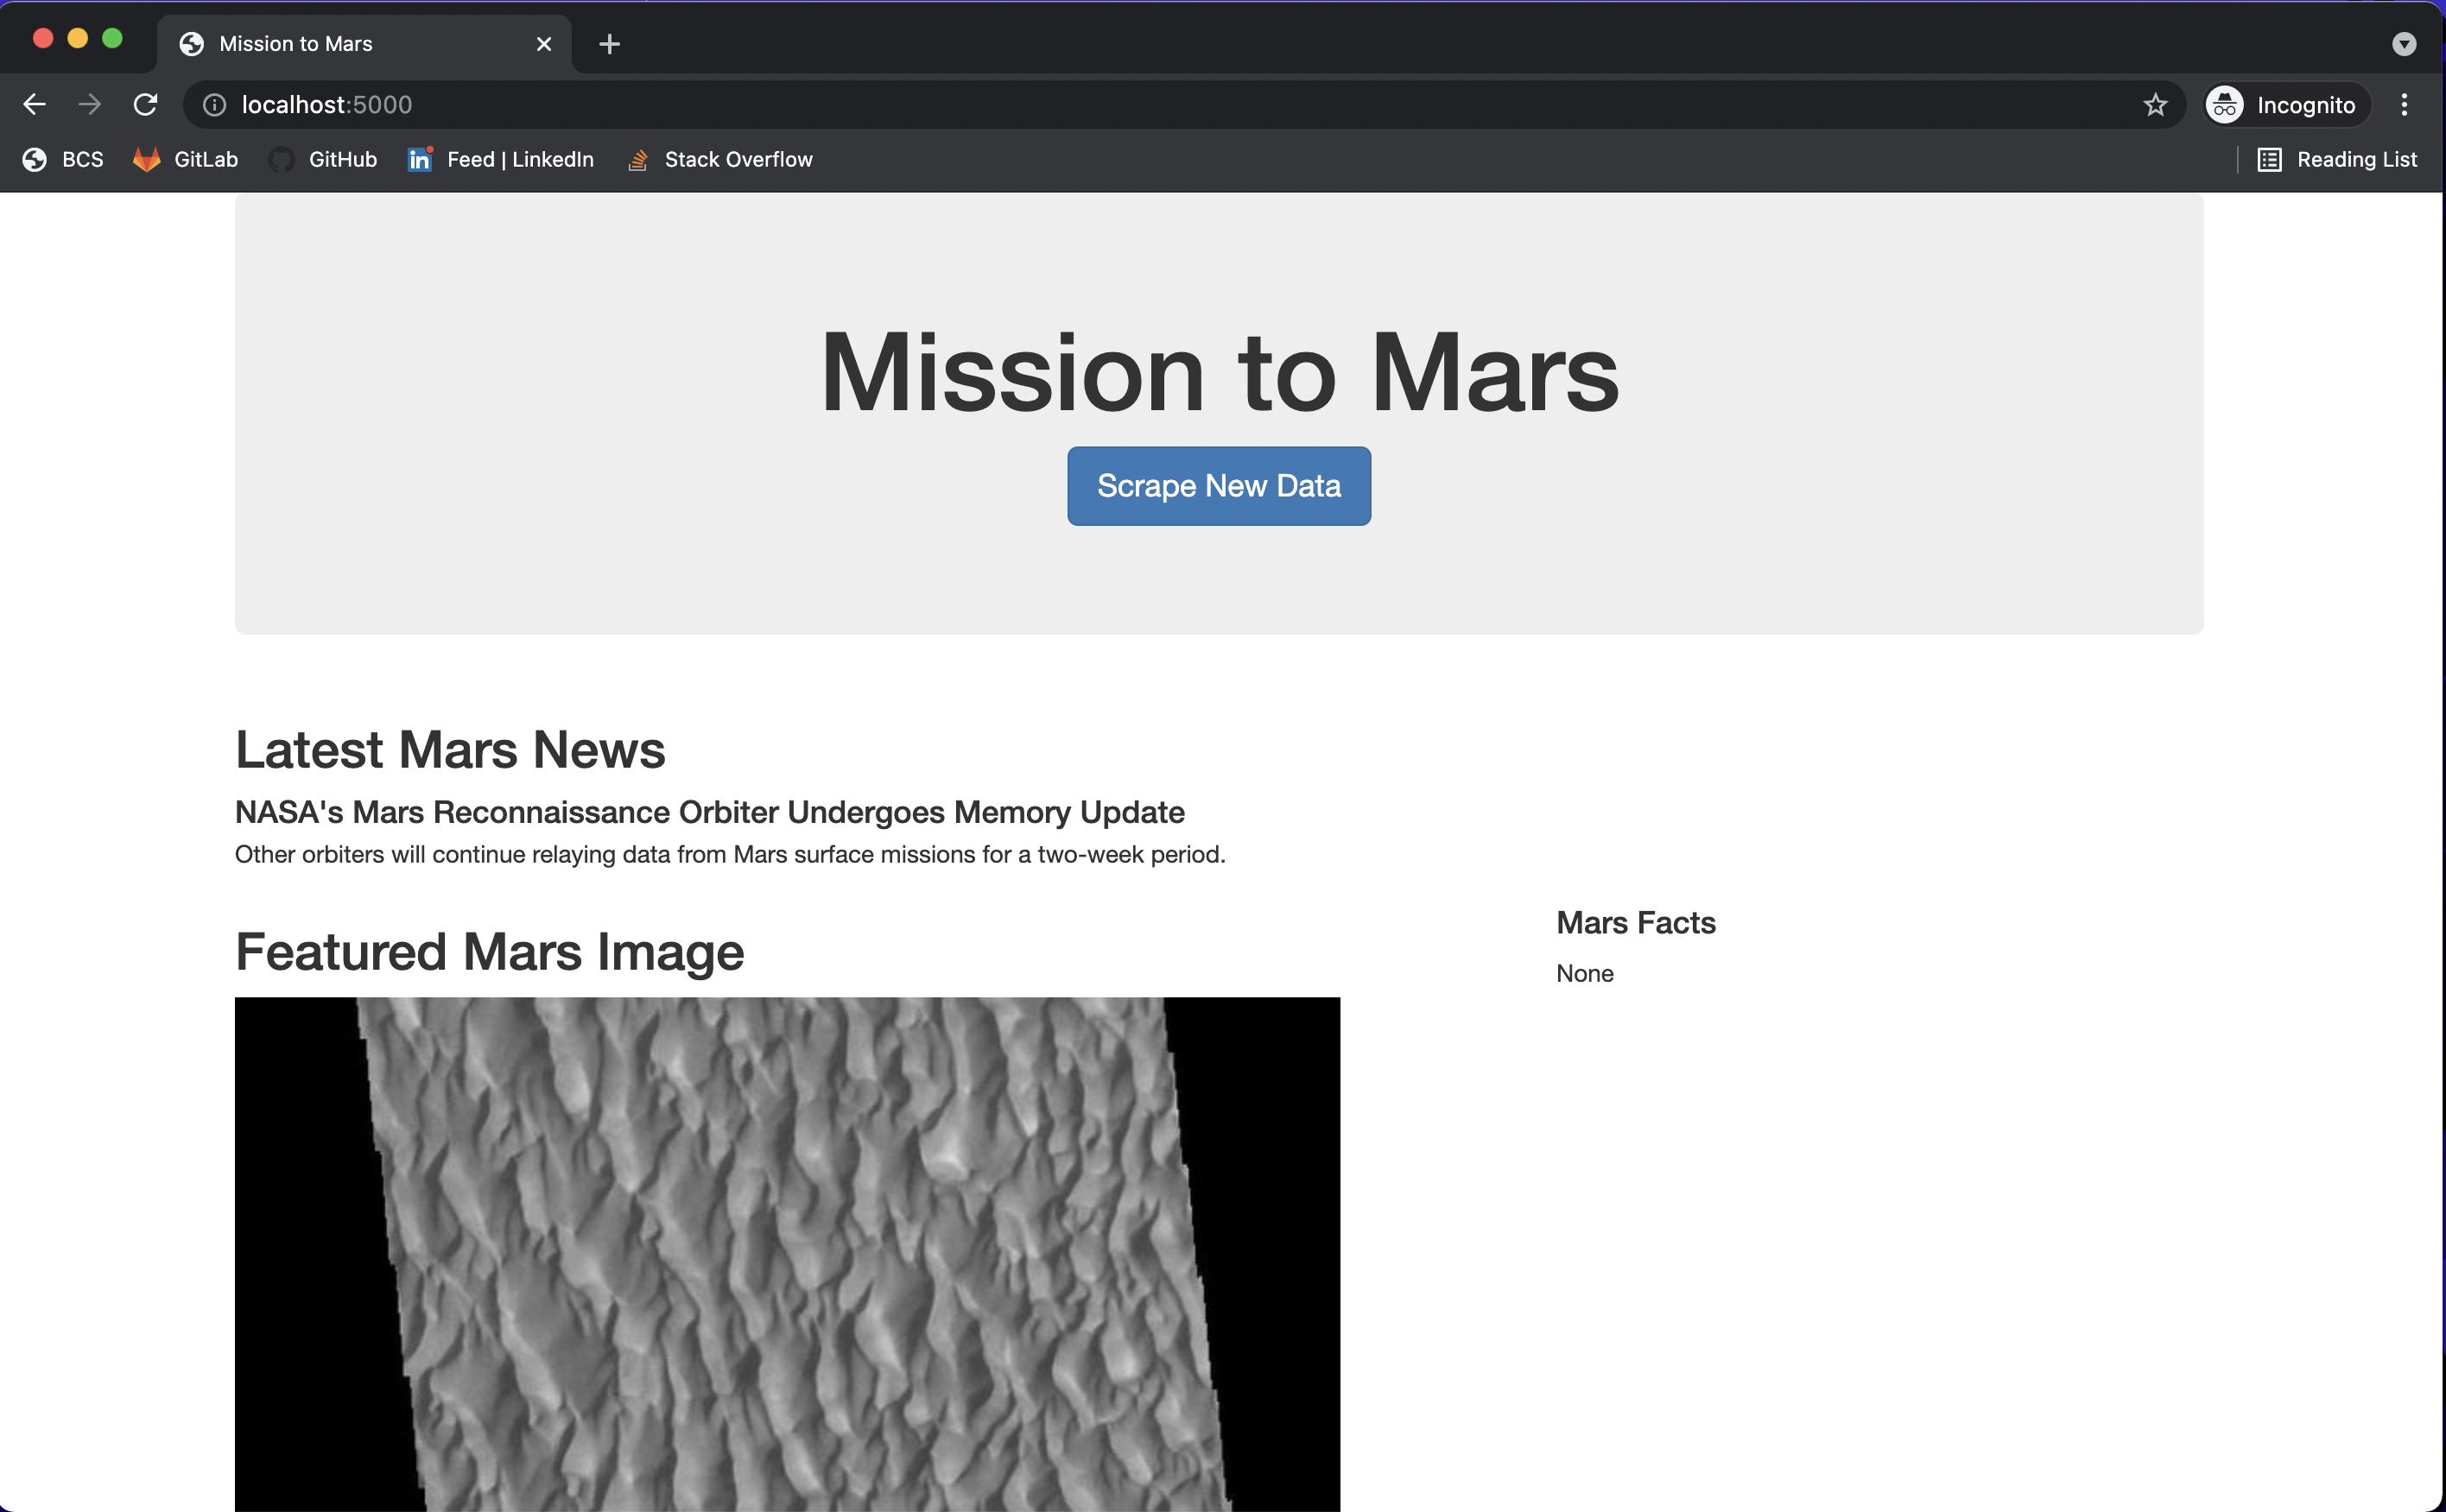 Mission to Mars
localhost:5000
Incognito
BCS
GitLab
GitHub
in
Feed | LinkedIn
Stack Overflow
Reading List
Mission to Mars
Scrape New Data
Latest Mars News
NASA's Mars Reconnaissance Orbiter Undergoes Memory Update
Other orbiters will continue relaying data from Mars surface missions for a two-week period.
Featured Mars Image
Mars Facts
None